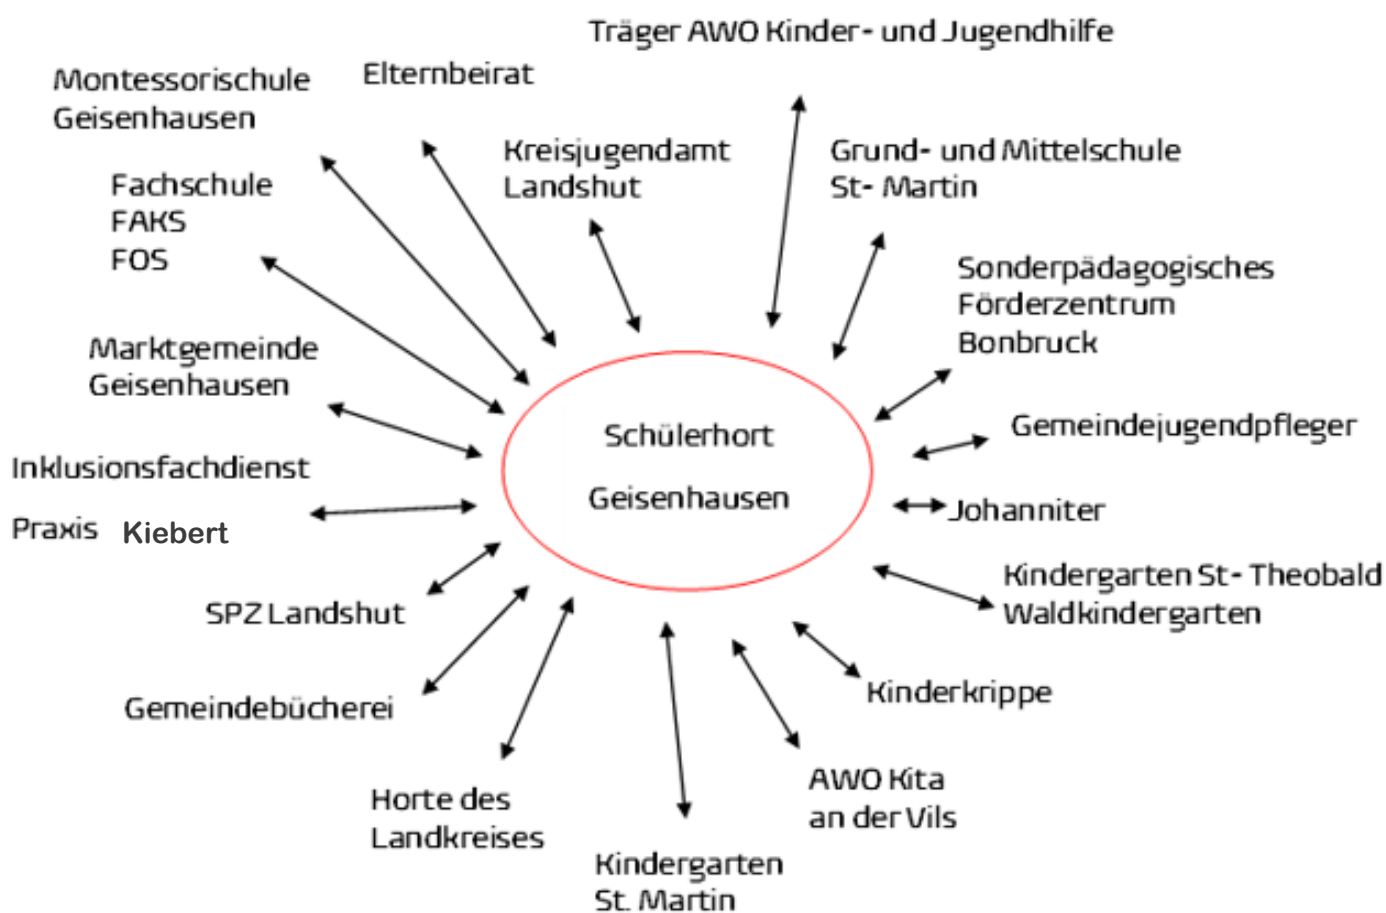 Träger AWO Kinder- und Jugendhilfe
Elternbeirat
Montessorischule
Geisenhausen
Kreisjugendamt
Landshut
Grund- und Mittelschule
St- Martin
Fachschule
FAKS
FOS
Sonderpädagogisches
Förderzentrum
Bonbruck
Marktgemeinde
Geisenhausen
Gemeindejugendpfleger
Schülerhort
Geisenhausen
Inklusionsfachdienst
Praxis Kiebert
Johanniter
Kindergarten St- Theobald
Waldkindergarten
SPZ Landshut
Kinderkrippe
Gemeindebücherei
AWO Kita
an der Vils
Horte des
Landkreises
Kindergarten
St. Martin